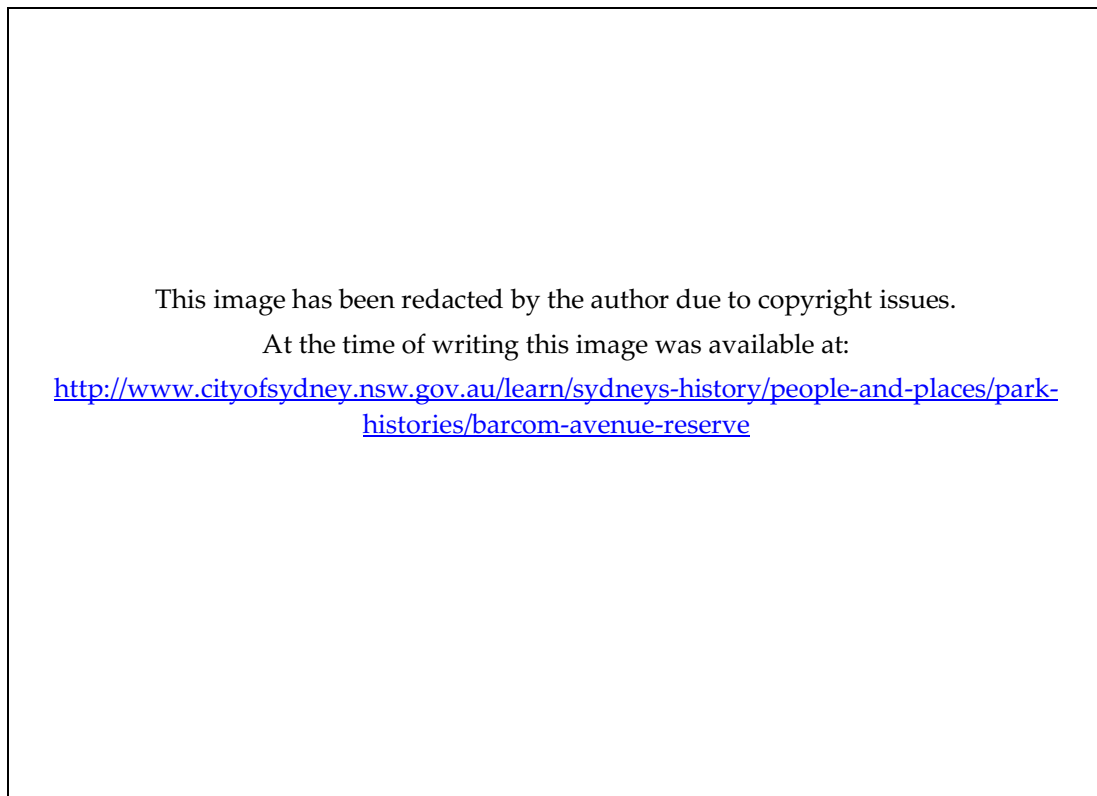 This image has been redacted by the author due to copyright issues.
At the time of writing this image was available at:
http://www.cityofsydney.nsw.gov.au/learn/sydneys-history/people-and-places/park-
histories/barcom-avenue-reserve